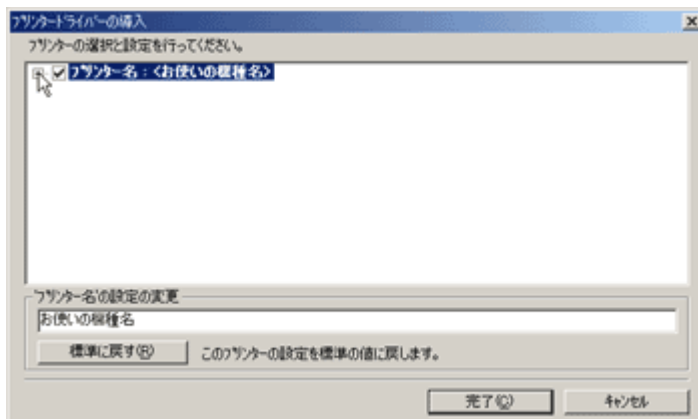 プリンタードライバーの導入
プリンターの選択と設定を行ってください。
プリンター名：<お使いの機種名>
'プリンター名'の設定の変更
お使いの機種名
標準に戻す(R) このプリンターの設定を標準の値に戻します。
完了(C) キャンセル